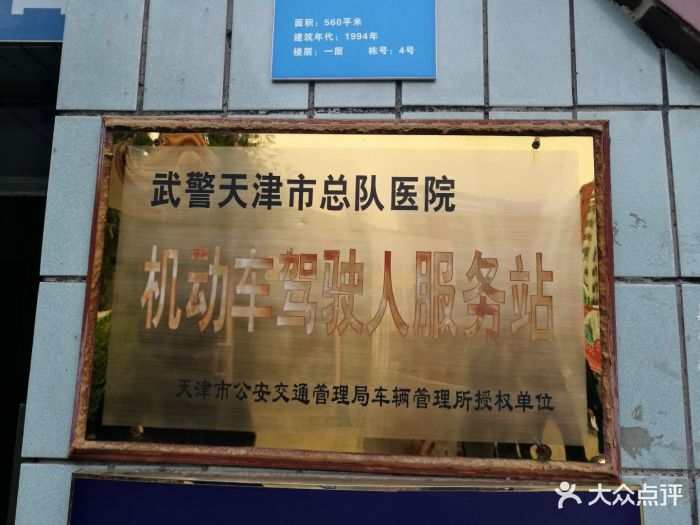 面积：560平米
建筑年代：1994年
楼层：一层 栋号：4号
武警天津市总队医院
机动车驾驶人服务站
天津市公安交通管理局车辆管理所授权单位
大众点评